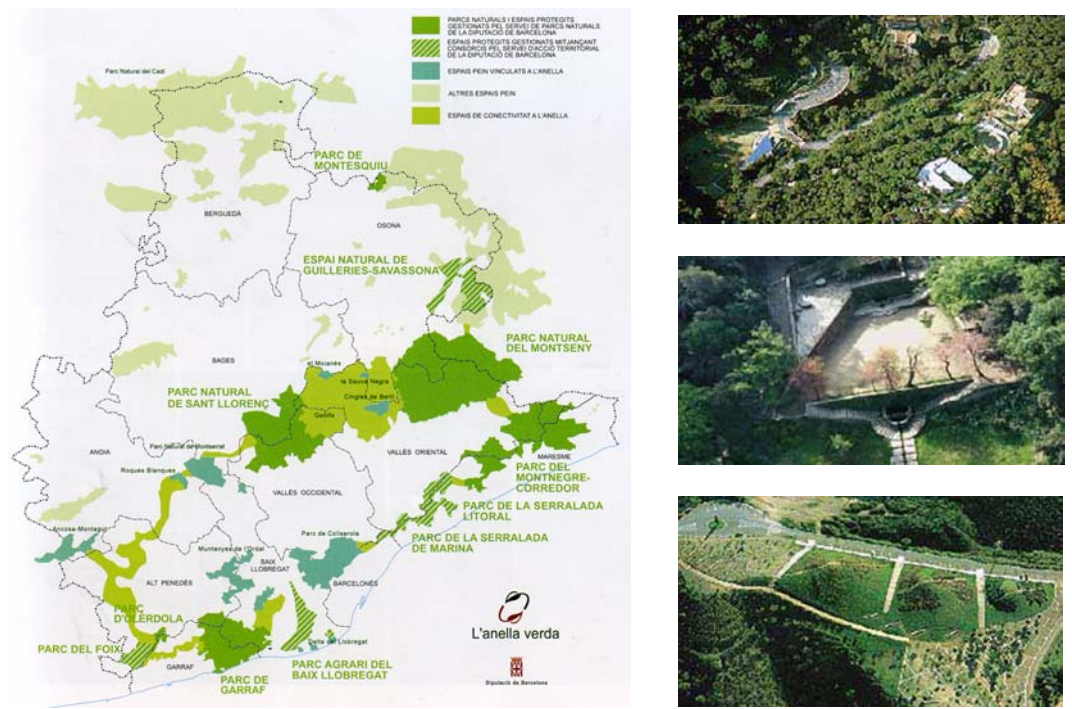 PARCS NATURALS I ESPAIS PROTEGITS
GESTIONATS PEL SERVEI DE PARCS NATURALS
DE LA DIPUTACIÓ DE BARCELONA
ESPAIS PROTEGITS GESTIONATS MITJANÇANT
CONSORCIS PEL SERVEI D'ACCIÓ TERRITORIAL
DE LA DIPUTACIÓ DE BARCELONA
ESPAIS PEIN VINCULATS A L'ANELLA
ALTRES ESPAIS PEIN
ESPAIS DE CONECTIVITAT A L'ANELLA
Parc Natural del Cadí
PARC DE
MONTESQUIU
BERGUEDÀ
OSONA
ESPAI NATURAL DE
GUILLERIES-SAVASSONA
PARC NATURAL
DEL MONTSENY
BAGES
el Moianès
la Sauva Negra
Cingles de Bertí
PARC NATURAL
DE SANT LLORENÇ
Gallifa
Parc Natural de Montserrat
ANOIA
VALLÈS ORIENTAL
MARESME
Roques Blanques
PARC DEL
MONTNEGRE-
CORREDOR
VALLÈS OCCIDENTAL
PARC DE LA SERRALADA
LITORAL
Ancosa-Montagut
Parc de Collserola
PARC DE LA SERRALADA
DE MARINA
Muntanyes de l'Ordal
BAIX
LLOBREGAT
ALT PENEDÈS
BARCELONÈS
PARC
D'OLÈRDOLA
L'anella verda
Delta del Llobregat
PARC DEL FOIX
GARRAF
PARC AGRARI DEL
BAIX LLOBREGAT
PARC DE
GARRAF
Diputació de Barcelona